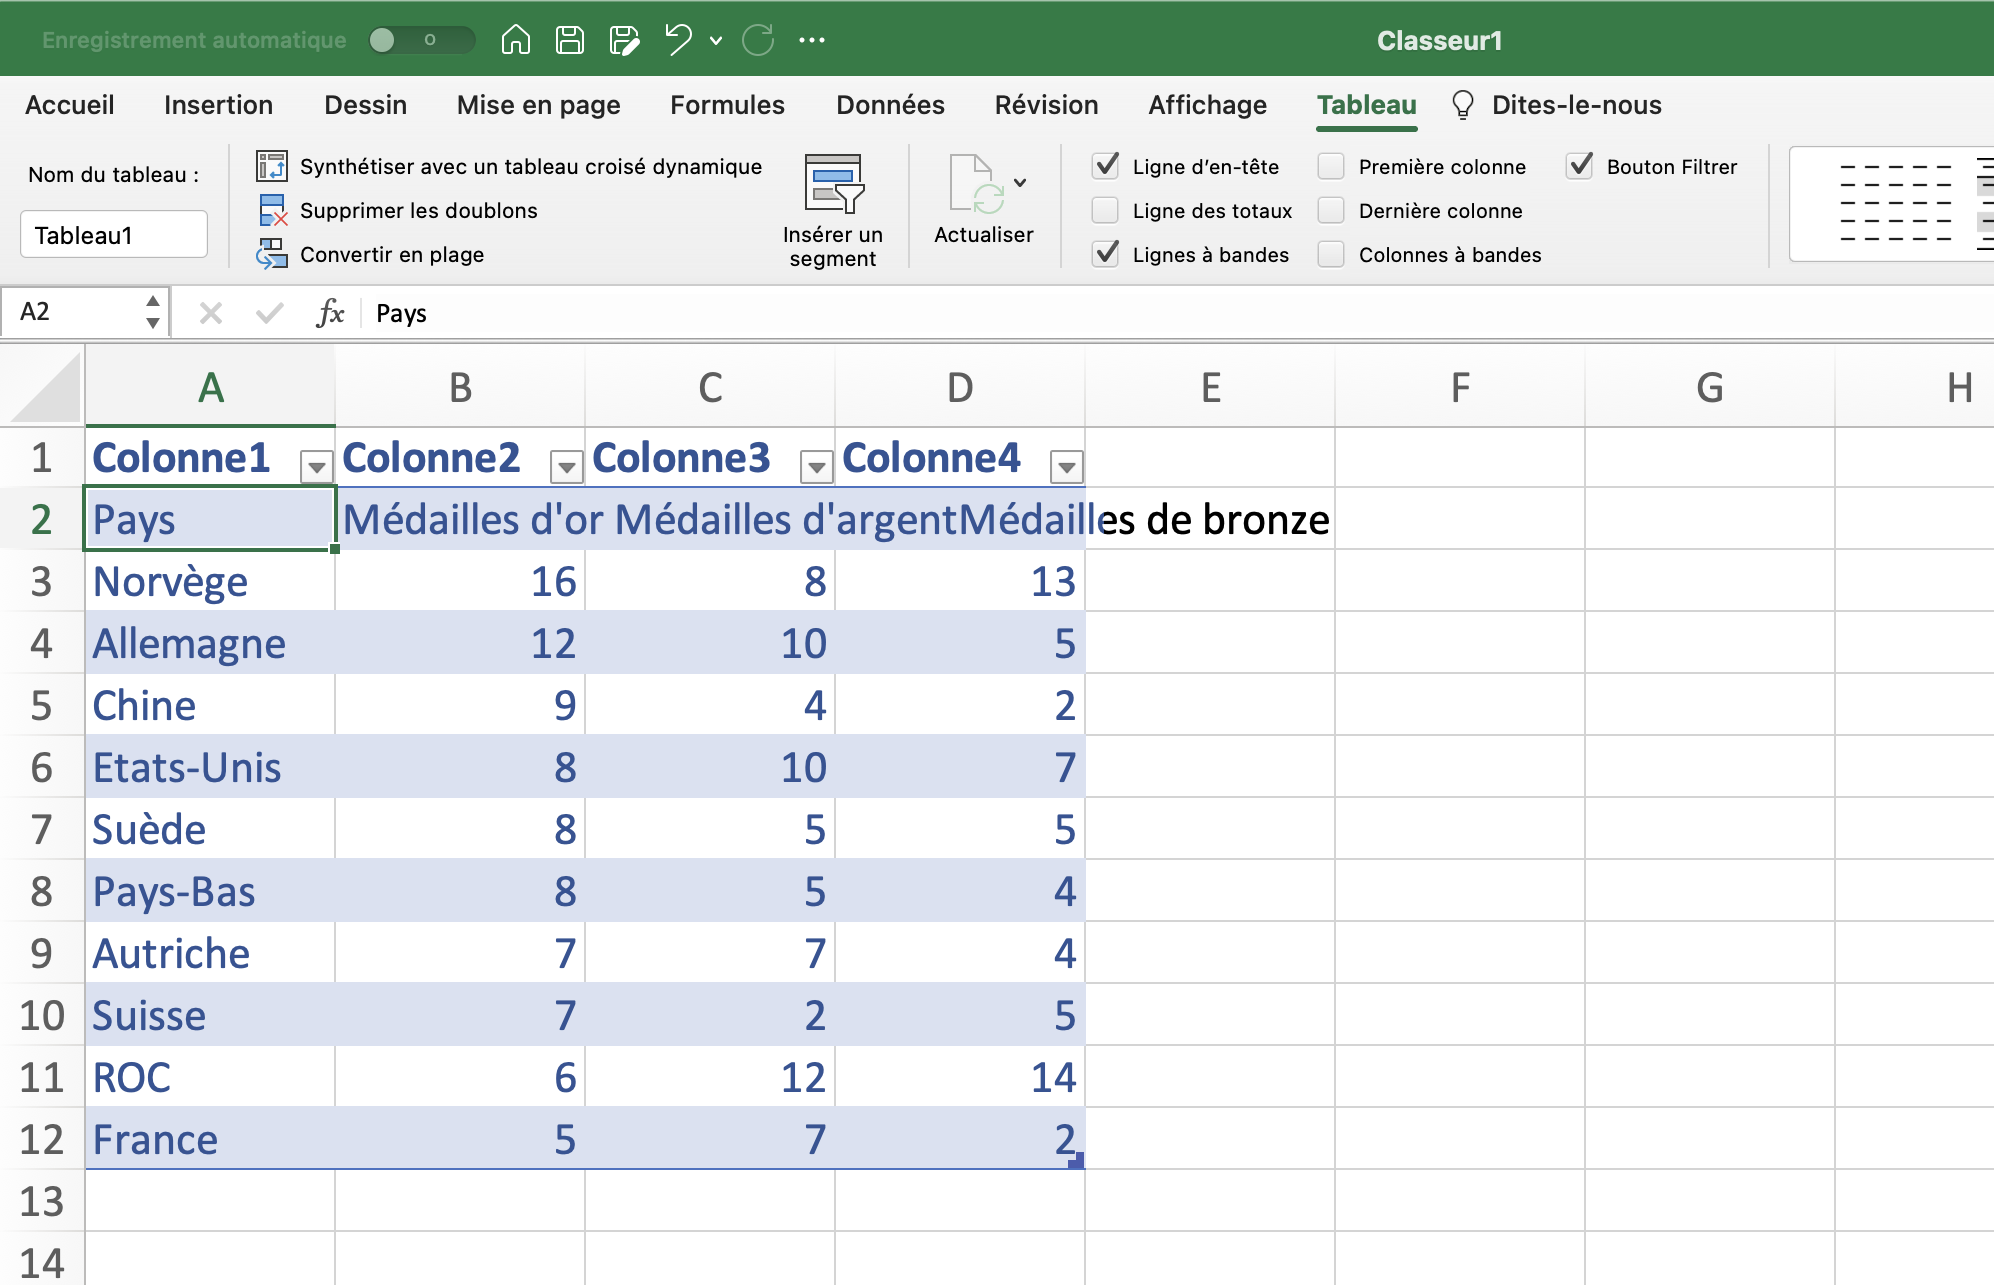 Enregistrement automatique
Classeur1
Accueil Insertion Dessin Mise en page Formules Données Révision Affichage Tableau Dites-le-nous
Nom du tableau :
Tableau1
Synthétiser avec un tableau croisé dynamique
Supprimer les doublons
Convertir en plage
Insérer un
segment
Actualiser
Ligne d’en-tête Première colonne Bouton Filtrer
Ligne des totaux Dernière colonne
Lignes à bandes Colonnes à bandes
A2 fx Pays
A B C D E F G H
1 Colonne1 Colonne2 Colonne3 Colonne4
2 Pays Médailles d'or Médailles d'argent Médailles de bronze
3 Norvège 16 8 13
4 Allemagne 12 10 5
5 Chine 9 4 2
6 Etats-Unis 8 10 7
7 Suède 8 5 5
8 Pays-Bas 8 5 4
9 Autriche 7 7 4
10 Suisse 7 2 5
11 ROC 6 12 14
12 France 5 7 2
13
14